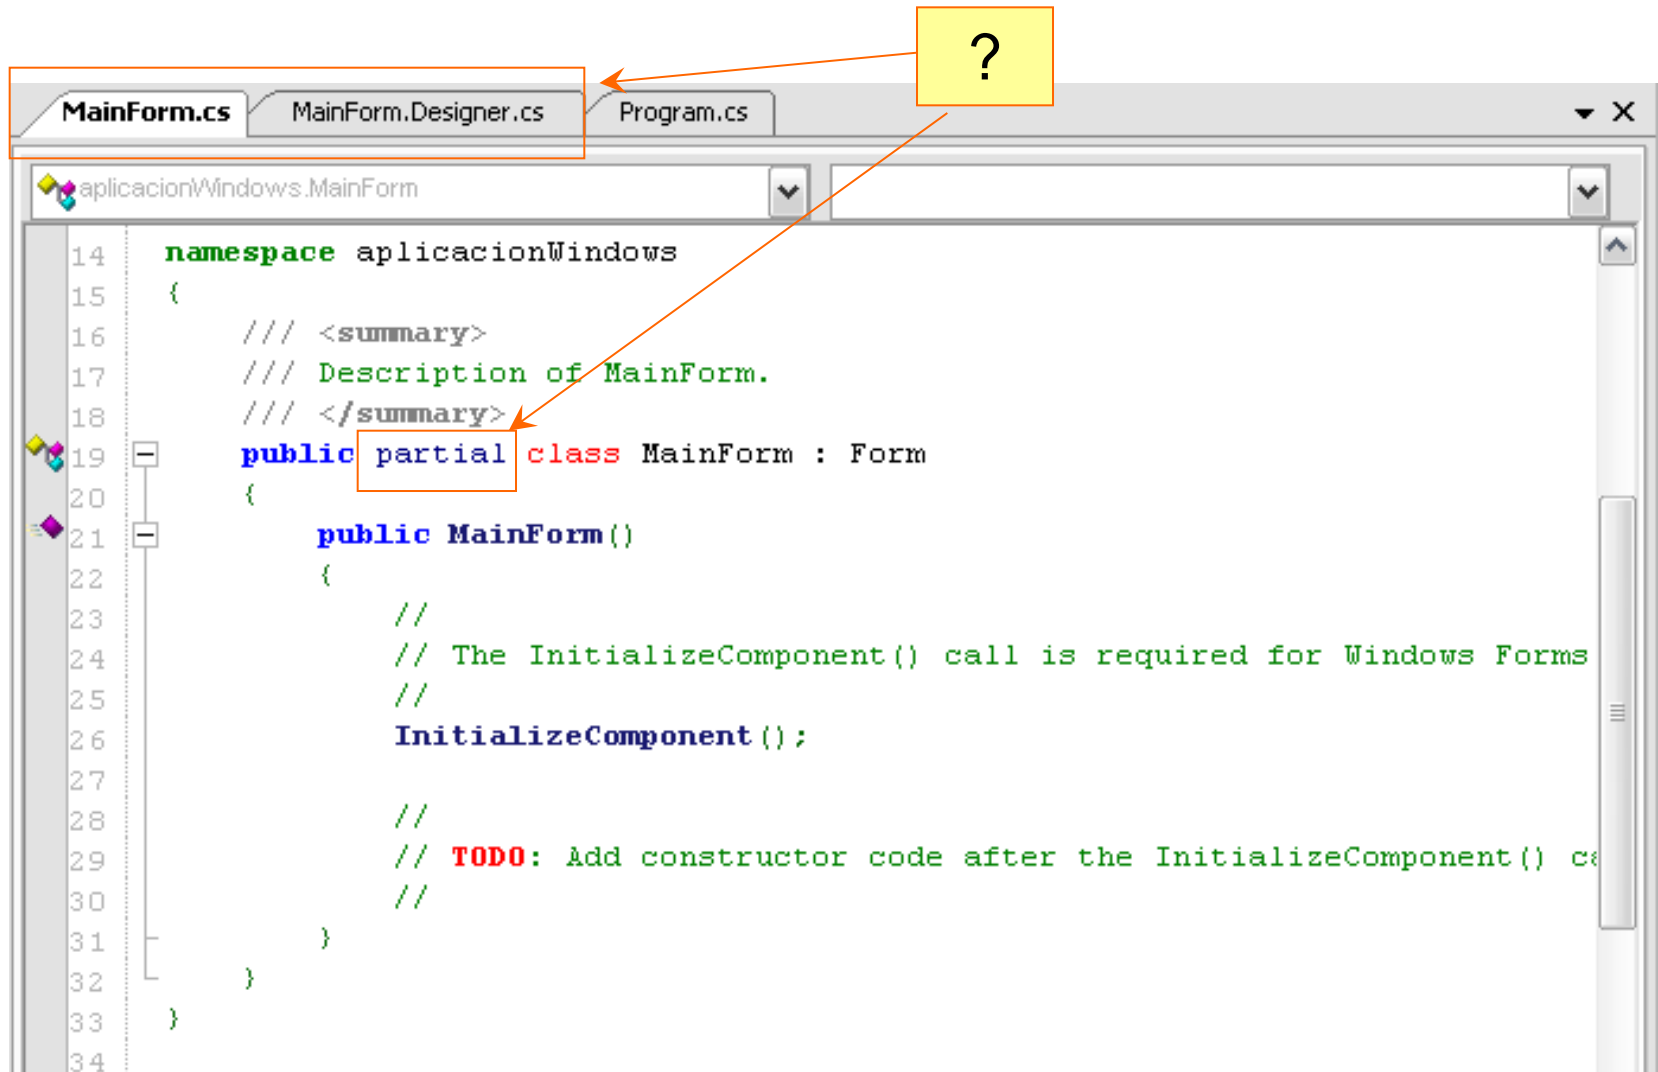 ?
MainForm.cs MainForm.Designer.cs Program.cs
aplicacionWindows.MainForm
14 namespace aplicacionWindows
15 {
16 /// <summary>
17 /// Description of MainForm.
18 /// </summary>
19 public partial class MainForm : Form
20 {
21 public MainForm()
22 {
23 //
24 // The InitializeComponent() call is required for Windows Forms
25 //
26 InitializeComponent();
27
28 //
29 // TODO: Add constructor code after the InitializeComponent()
30 //
31 }
32 }
33 }
34